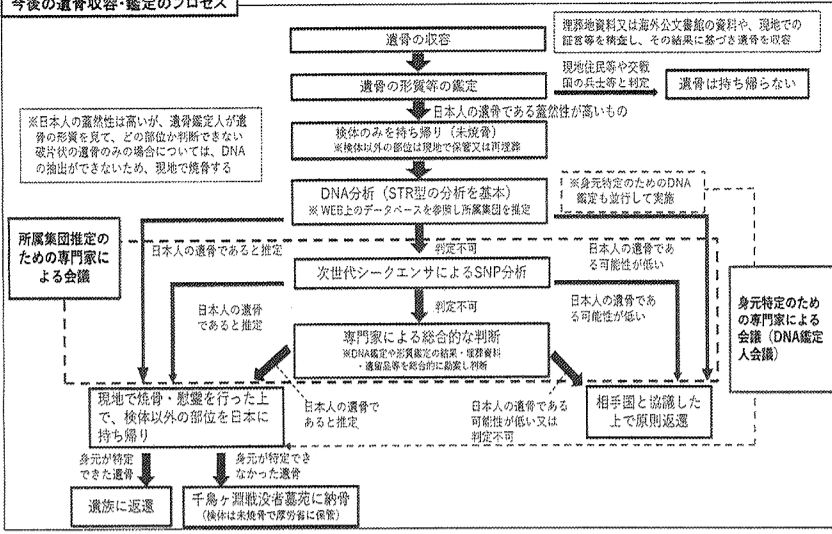 今後の遺骨収容・鑑定のプロセス
遺骨の収容
埋葬地資料又は海外公文書館の資料や、現地での
証言等を精査し、その結果に基づき遺骨を収容
遺骨の形質等の鑑定
現地住民等や交戦
国の兵士等と判定
遺骨は持ち帰らない
日本人の遺骨である蓋然性が高いもの
※日本人の蓋然性は高いが、遺骨鑑定人が遺
骨の形質を見て、どの部位か判断できない
破片状の遺骨のみの場合については、DNA
の抽出ができないため、現地で焼骨する
検体のみを持ち帰り（未焼骨）
※検体以外の部位は現地で保管又は再埋葬
DNA分析（STR型の分析を基本）
※ WEB上のデータベースを参照し所属集団を推定
※身元特定のためのDNA
鑑定も並行して実施
所属集団推定の
ための専門家に
よる会議
日本人の遺骨であると推定
判定不可
日本人の遺骨であ
る可能性が低い
次世代シークエンサによるSNP分析
日本人の遺骨
であると推定
判定不可
日本人の遺骨であ
る可能性が低い
身元特定のため
の専門家による
会議（DNA鑑定
人会議）
専門家による総合的な判断
※DNA鑑定や形質鑑定の結果・埋葬資料
・遺留品等を総合的に勘案し判断
現地で焼骨・慰霊を行った上
で、検体以外の部位を日本に
持ち帰り
日本人の遺骨で
あると推定
日本人の遺骨である
可能性が低い又は
判定不可
相手国と協議した
上で原則返還
身元が特定
できた遺骨
身元が特定でき
なかった遺骨
遺族に返還
千鳥ヶ淵戦没者墓苑に納骨
（検体は未焼骨で厚労省に保管）